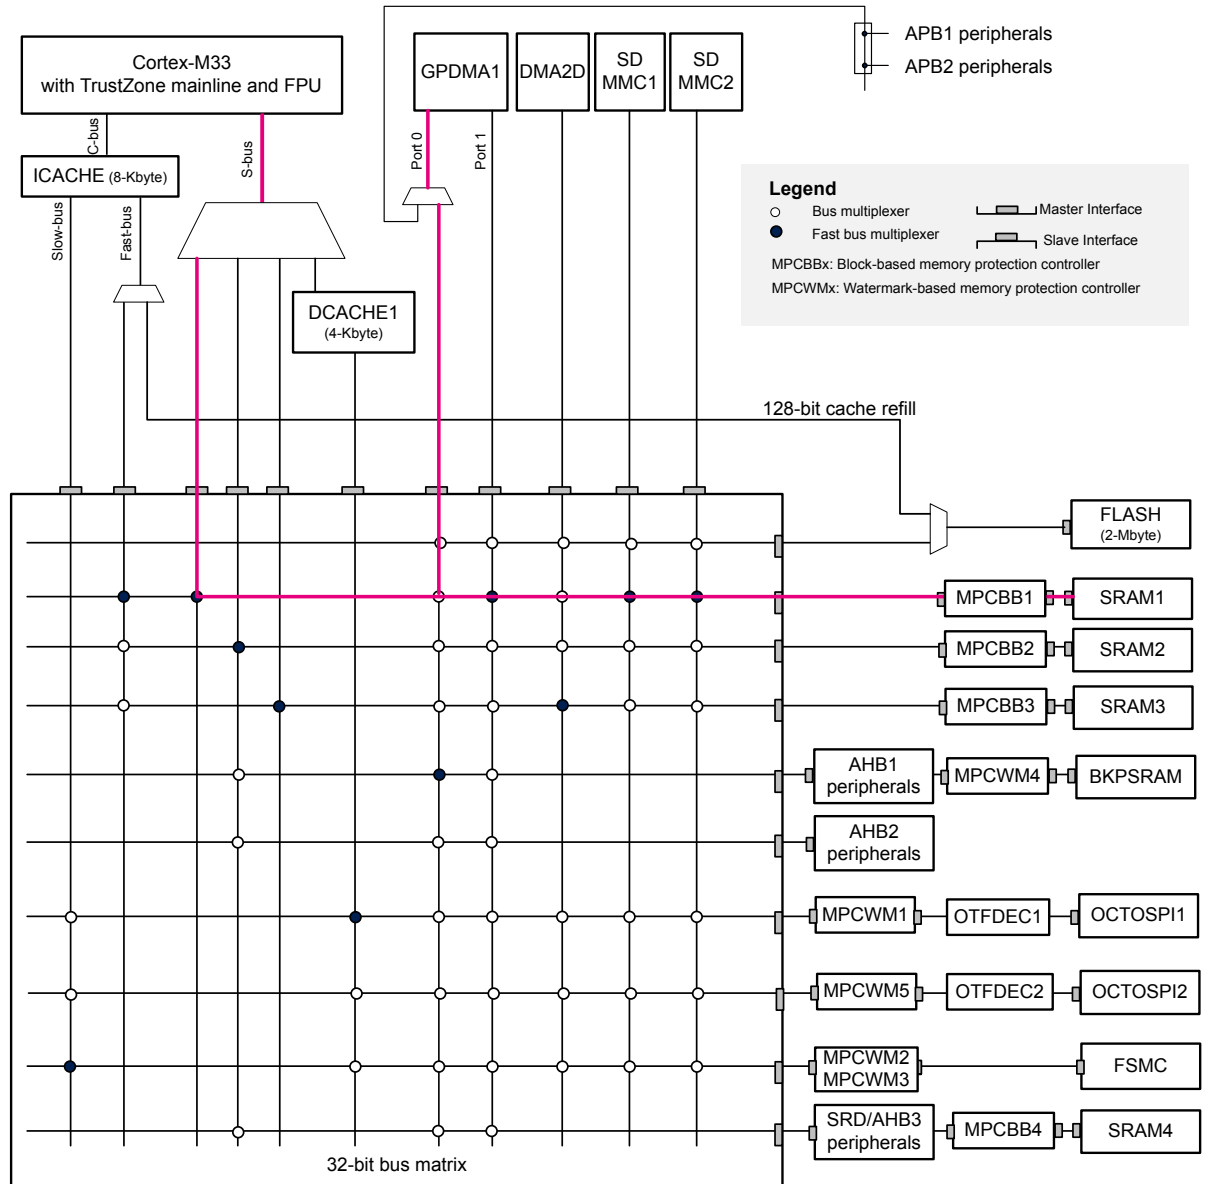 APB1 peripherals
APB2 peripherals
Cortex-M33
with TrustZone mainline and FPU
GPDMA1
DMA2D
SD
MMC1
SD
MMC2
C-bus
S-bus
Port 0
Port 1
ICACHE (8-Kbyte)
Slow-bus
Fast-bus
Legend
Bus multiplexer
Fast bus multiplexer
Master Interface
Slave Interface
MPCBBx: Block-based memory protection controller
MPCWMx: Watermark-based memory protection controller
DCACHE1
(4-Kbyte)
128-bit cache refill
FLASH
(2-Mbyte)
MPCBB1
SRAM1
MPCBB2
SRAM2
MPCBB3
SRAM3
AHB1
peripherals
MPCWM4
BKPSRAM
AHB2
peripherals
MPCWM1
OTFDEC1
OCTOSPI1
MPCWM5
OTFDEC2
OCTOSPI2
MPCWM2
MPCWM3
FSMC
SRD/AHB3
peripherals
MPCBB4
SRAM4
32-bit bus matrix